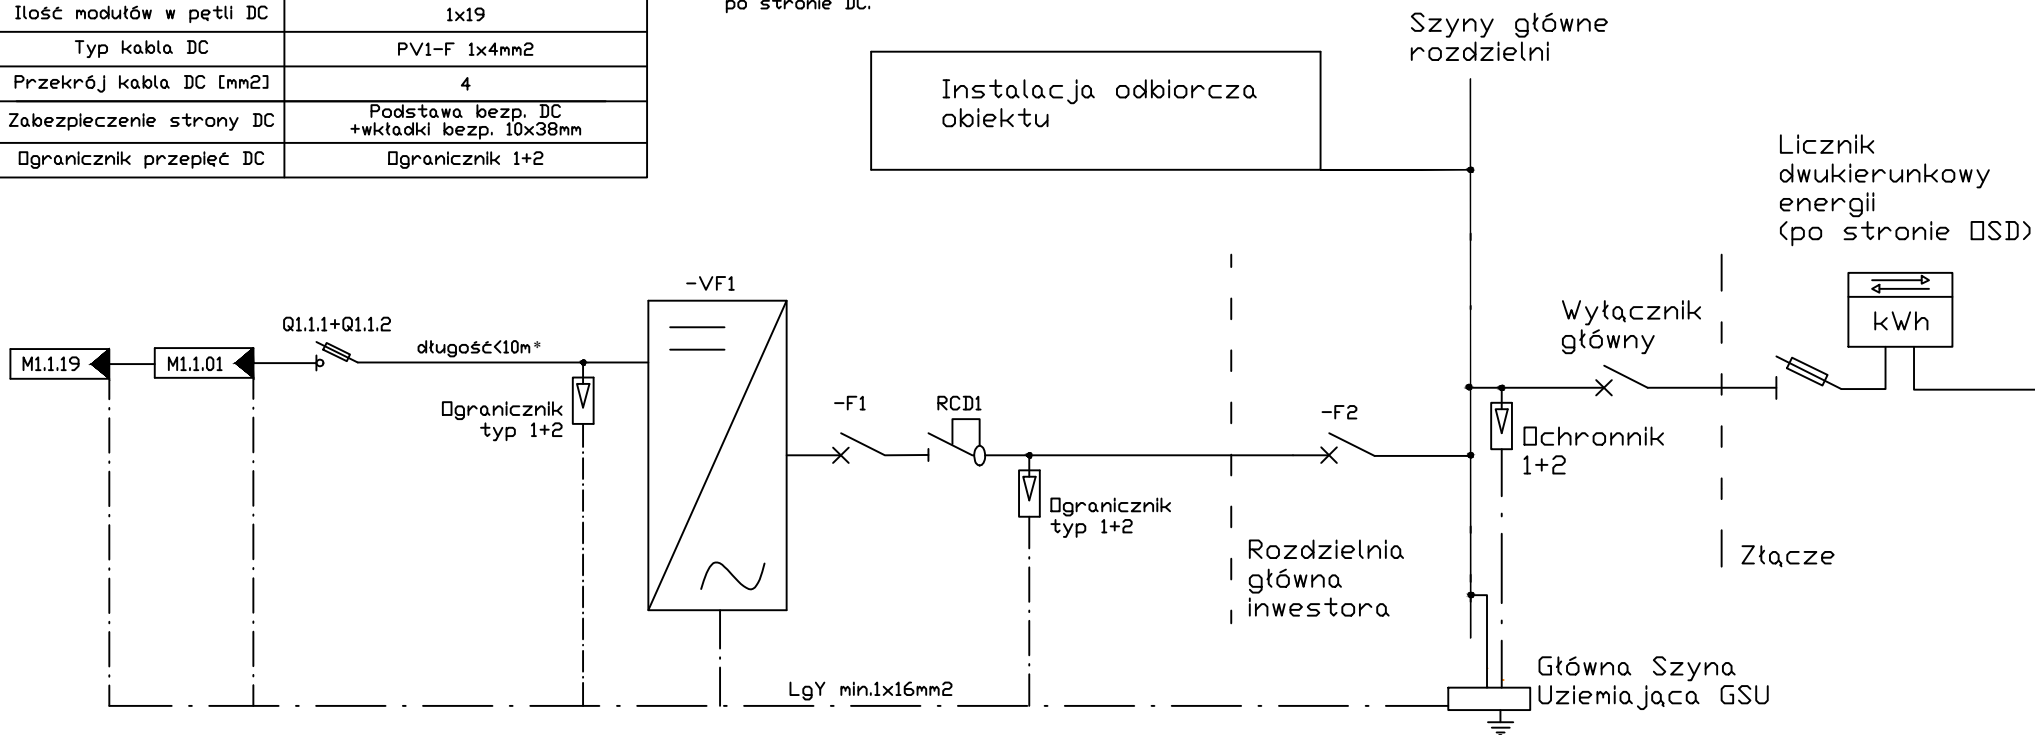 Ilość modułów w pętli DC 1x19
Typ kabla DC PV1-F 1x4mm2
Przekrój kabla DC [mm2] 4
Zabezpieczenie strony DC Podstawa bezp. DC
+wkładki bezp. 10x38mm
Ogranicznik przepięć DC Ogranicznik 1+2
po stronie DC.
Szyny główne
rozdzielni
Instalacja odbiorcza
obiektu
Licznik
dwukierunkowy
energii
(po stronie OSD)
kWh
Wyłącznik
główny
-VF1
Q1.1.1+Q1.1.2
długość<10m*
M1.1.19
M1.1.01
Ogranicznik
typ 1+2
-F1
RCD1
-F2
Ochronnik
1+2
Ogranicznik
typ 1+2
Rozdzielnia
główna
inwestora
Złącze
LgY min.1x16mm2
Główna Szyna
Uziemiająca GSU